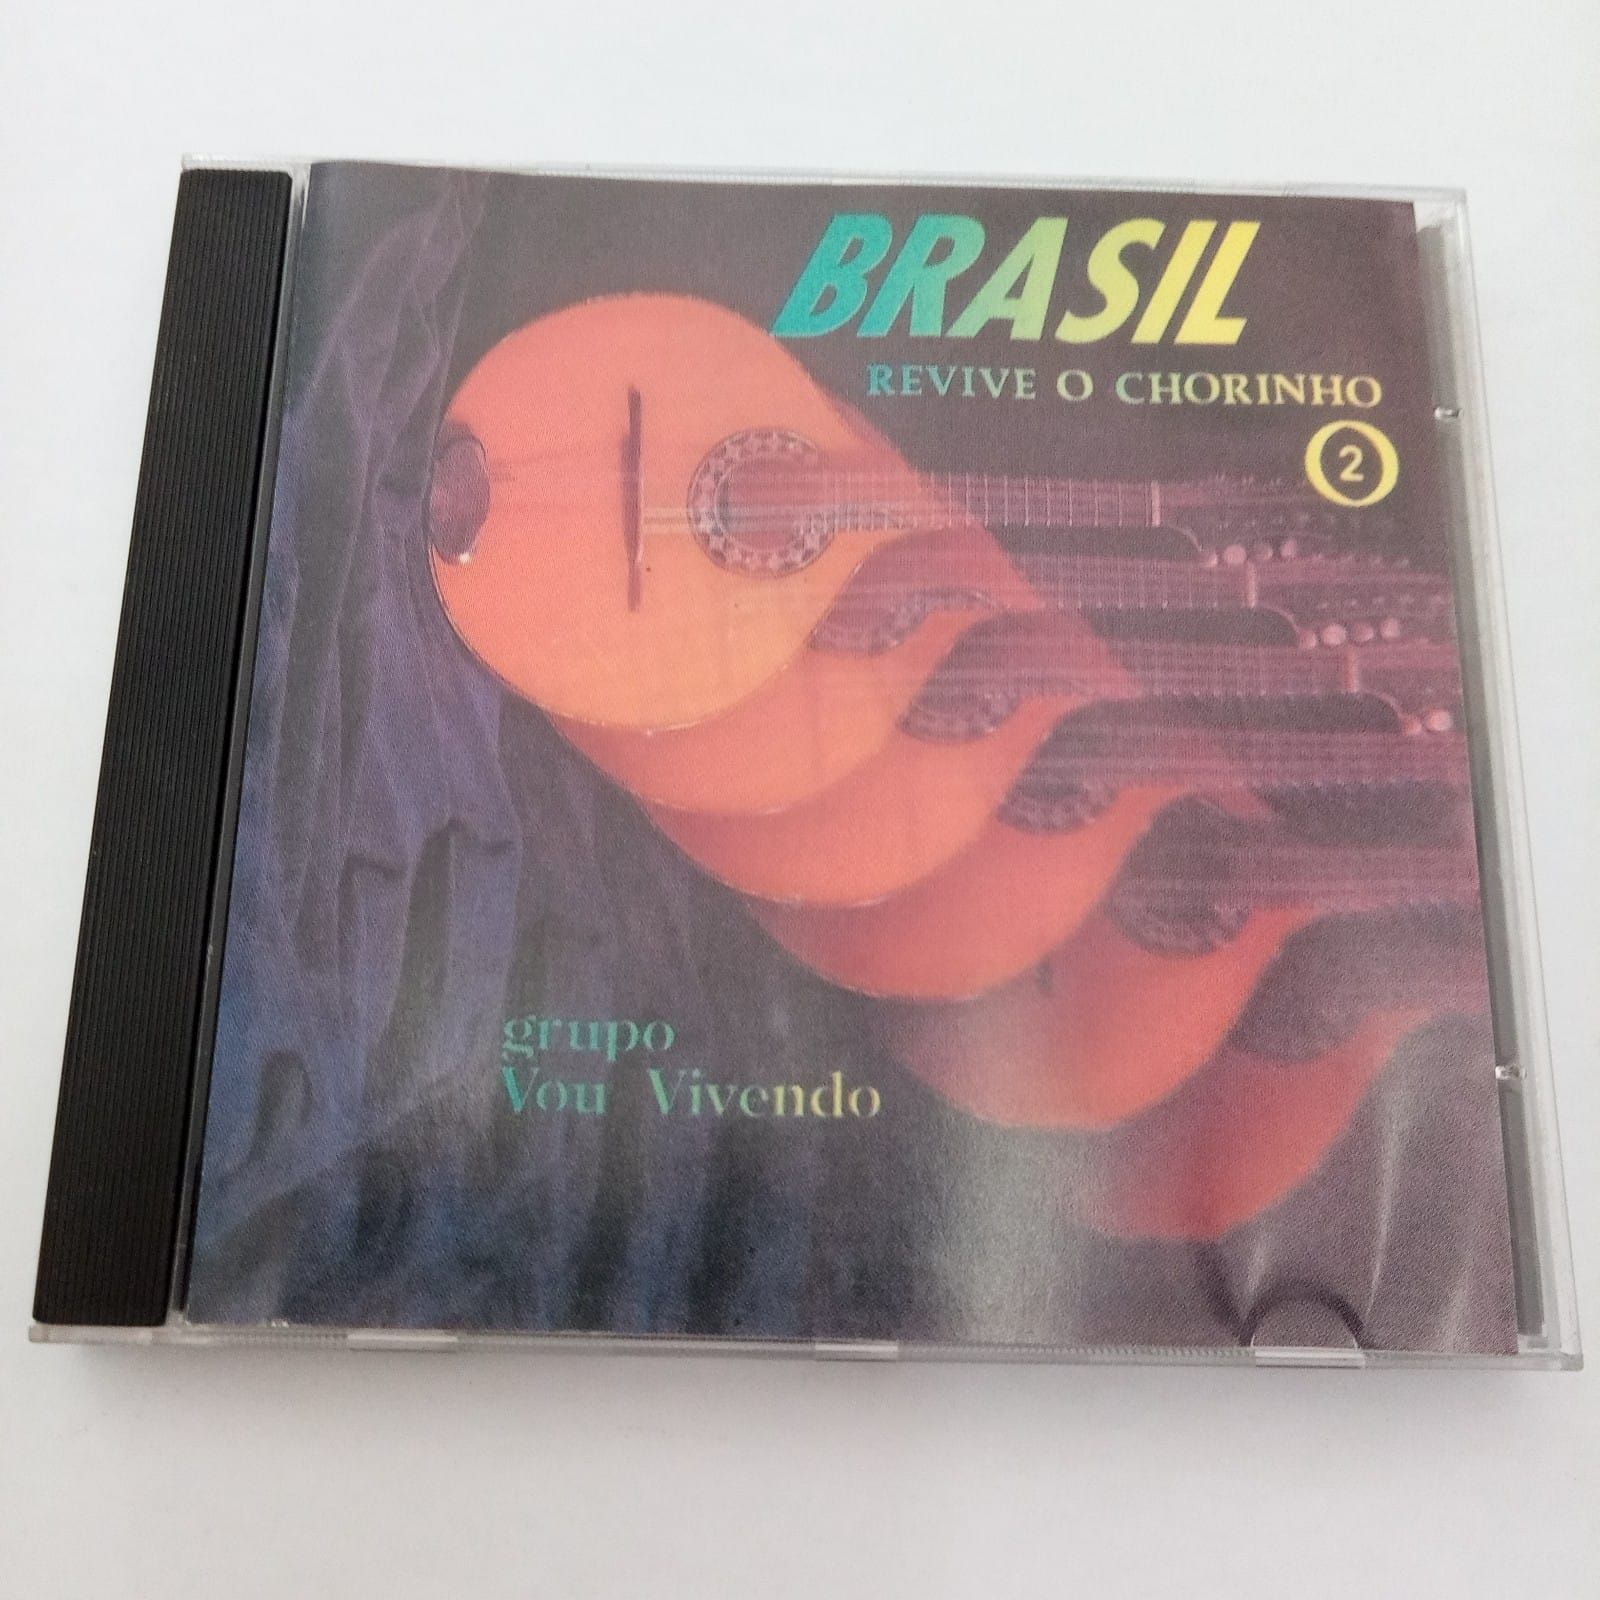 BRASIL
REVIVE O CHORINHO
2
grupo
Vou Vivendo